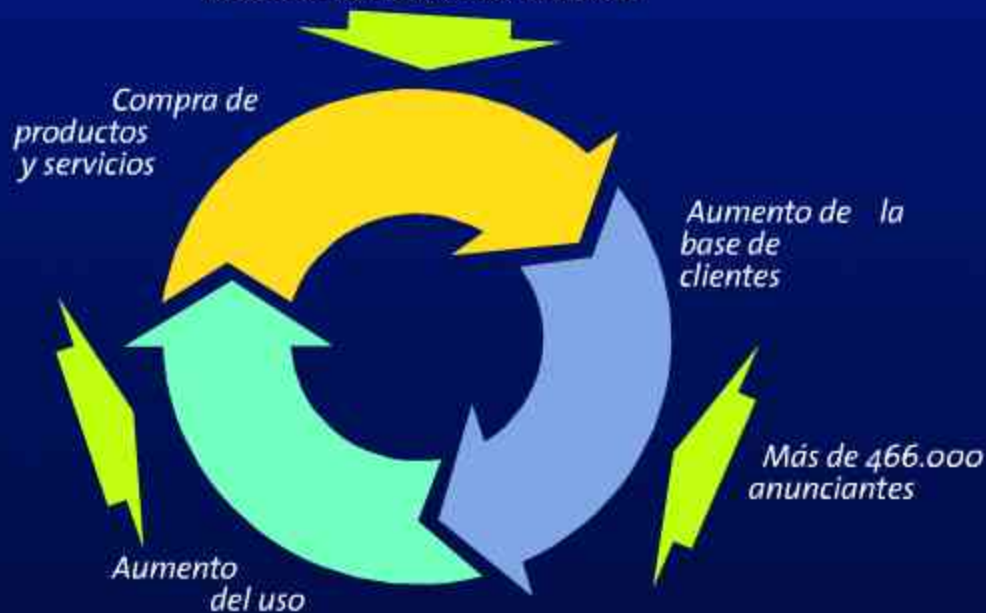 Compra de
productos
y servicios
Aumento de la
base de
clientes
Más de 466.000
anunciantes
Aumento
del uso